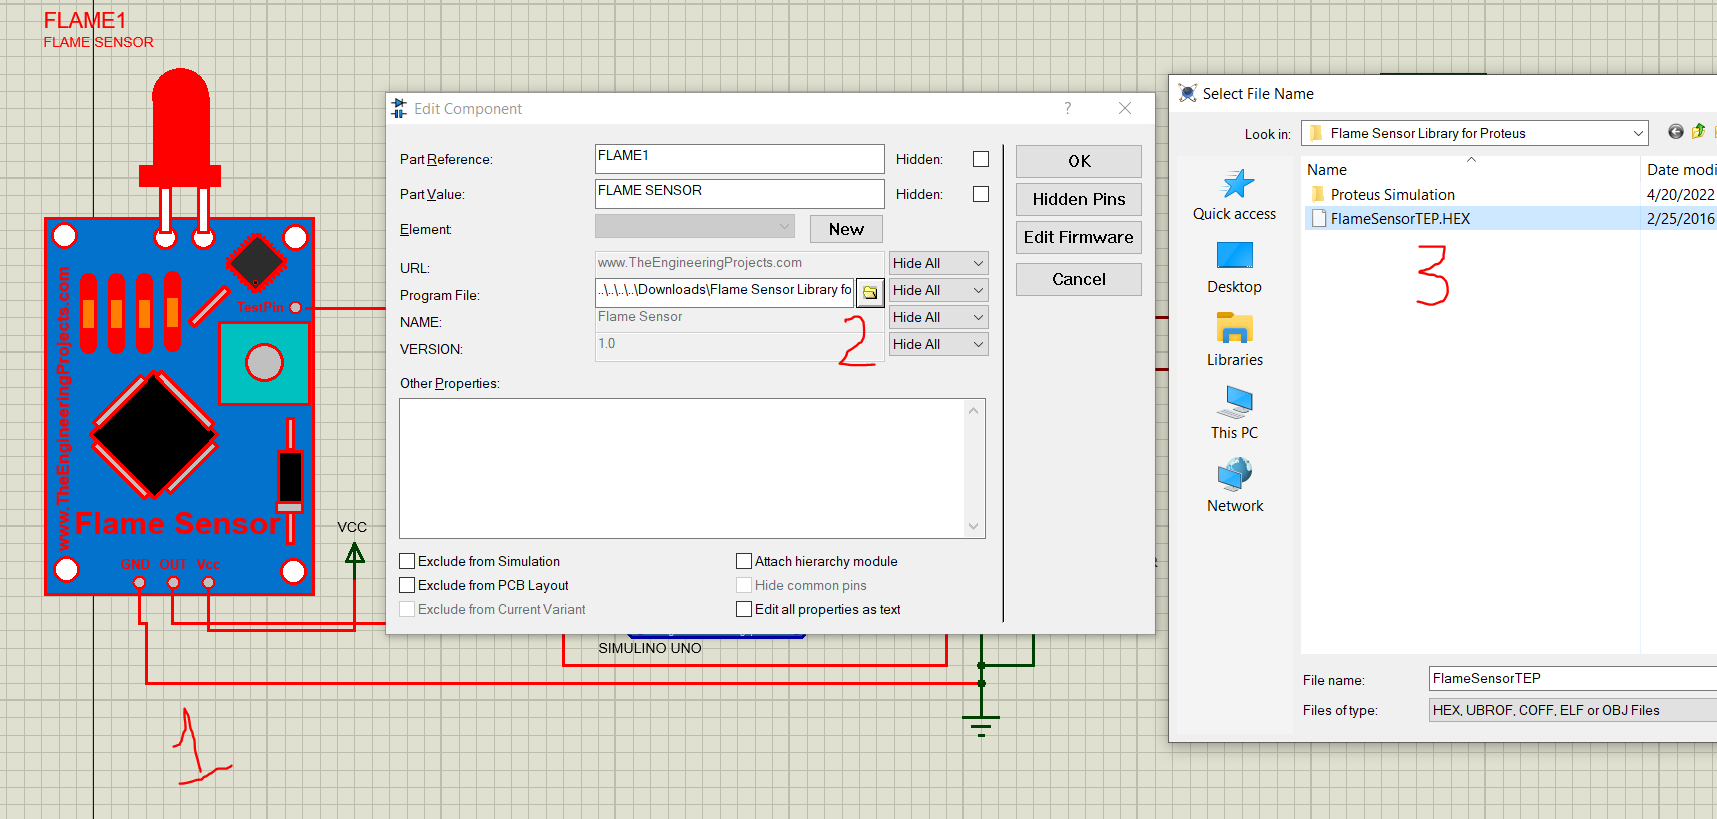 FLAME1
FLAME SENSOR
www.TheEngineeringProjects.com
TestPin
Flame Sensor
GND OUT Vcc
VCC
1
Edit Component
?
Part Reference:
FLAME1
Hidden:
OK
Part Value:
FLAME SENSOR
Hidden:
Hidden Pins
Element:
New
Edit Firmware
URL:
www.TheEngineeringProjects.com
Hide All
Cancel
Program File:
..\..\..\..\Downloads\Flame Sensor Library fo
Hide All
NAME:
Flame Sensor
Hide All
VERSION:
1.0
Hide All
2
Other Properties:
Exclude from Simulation
Attach hierarchy module
Exclude from PCB Layout
Hide common pins
Exclude from Current Variant
Edit all properties as text
SIMULINO UNO
Select File Name
Look in:
Flame Sensor Library for Proteus
Name
Date modi
Proteus Simulation
4/20/2022
FlameSensorTEP.HEX
2/25/2016
3
Quick access
Desktop
Libraries
This PC
Network
File name:
FlameSensorTEP
Files of type:
HEX, UBROF, COFF, ELF or OBJ Files